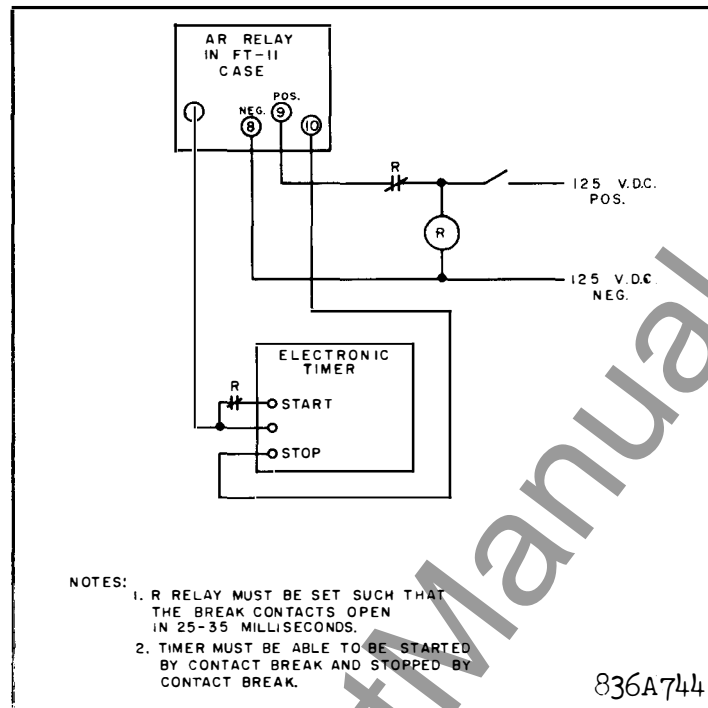 AR RELAY
IN FT-11
CASE
NEG.
POS.
8
9
10
R
125 V.D.C.
POS.
R
125 V.D.C.
NEG.
ELECTRONIC
TIMER
R
START
STOP
NOTES:
1. R RELAY MUST BE SET SUCH THAT
THE BREAK CONTACTS OPEN
IN 25-35 MILLISECONDS.
2. TIMER MUST BE ABLE TO BE STARTED
BY CONTACT BREAK AND STOPPED BY
CONTACT BREAK.
836A744